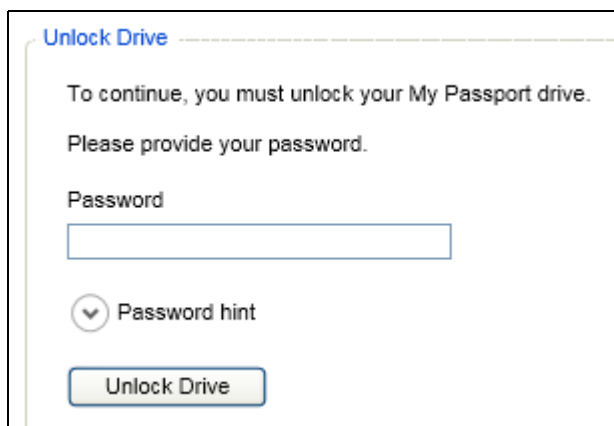 Unlock Drive
To continue, you must unlock your My Passport drive.
Please provide your password.
Password
Password hint
Unlock Drive